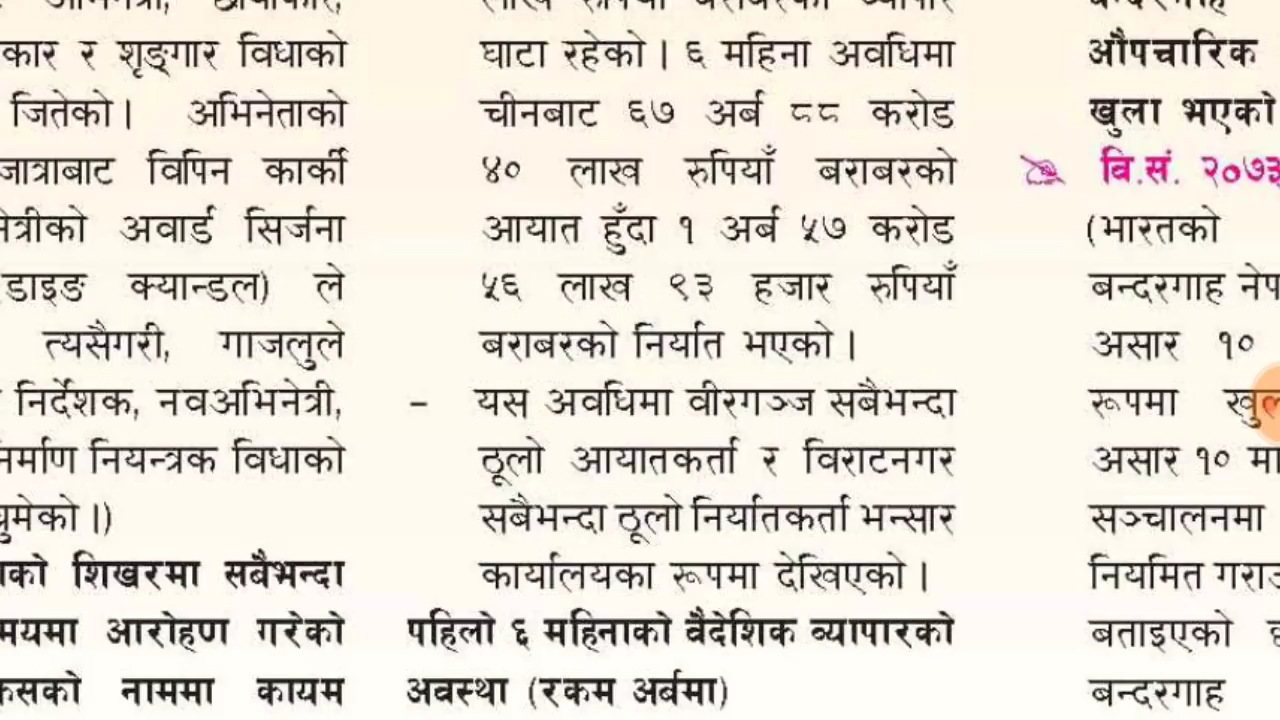 कार र शृङ्गार विधाको
जितेको। अभिनेताको
जात्राबाट विपिन कार्की
अवार्ड सिर्जना
डाइङ क्यान्डल) ले
त्यसैगरी, गाजलुले
निर्देशक, नवअभिनेत्री,
नियन्त्रक विधाको
शिखरमा सबैभन्दा
आरोहण गरेको
नाममा कायम
घाटा रहेको। ६ महिना अवधिमा
चीनबाट ६७ अर्ब ८८ करोड
४० लाख रुपियाँ बराबरको
आयात हुँदा १ अर्ब ५७ करोड
५६ लाख ९३ हजार रुपियाँ
बराबरको निर्यात भएको।
– यस अवधिमा वीरगञ्ज सबैभन्दा
ठूलो आयातकर्ता र विराटनगर
सबैभन्दा ठूलो निर्यातकर्ता भन्सार
कार्यालयका रूपमा देखिएको।
पहिलो ६ महिनाको वैदेशिक व्यापारको
अवस्था (रकम अर्बमा)
औपचारिक
खुला भएको
वि.सं. २०७३
(भारतको
बन्दरगाह
असार १०
रूपमा
असार १०
सञ्चालनमा
नियमित
बताइएको
बन्दरगाह